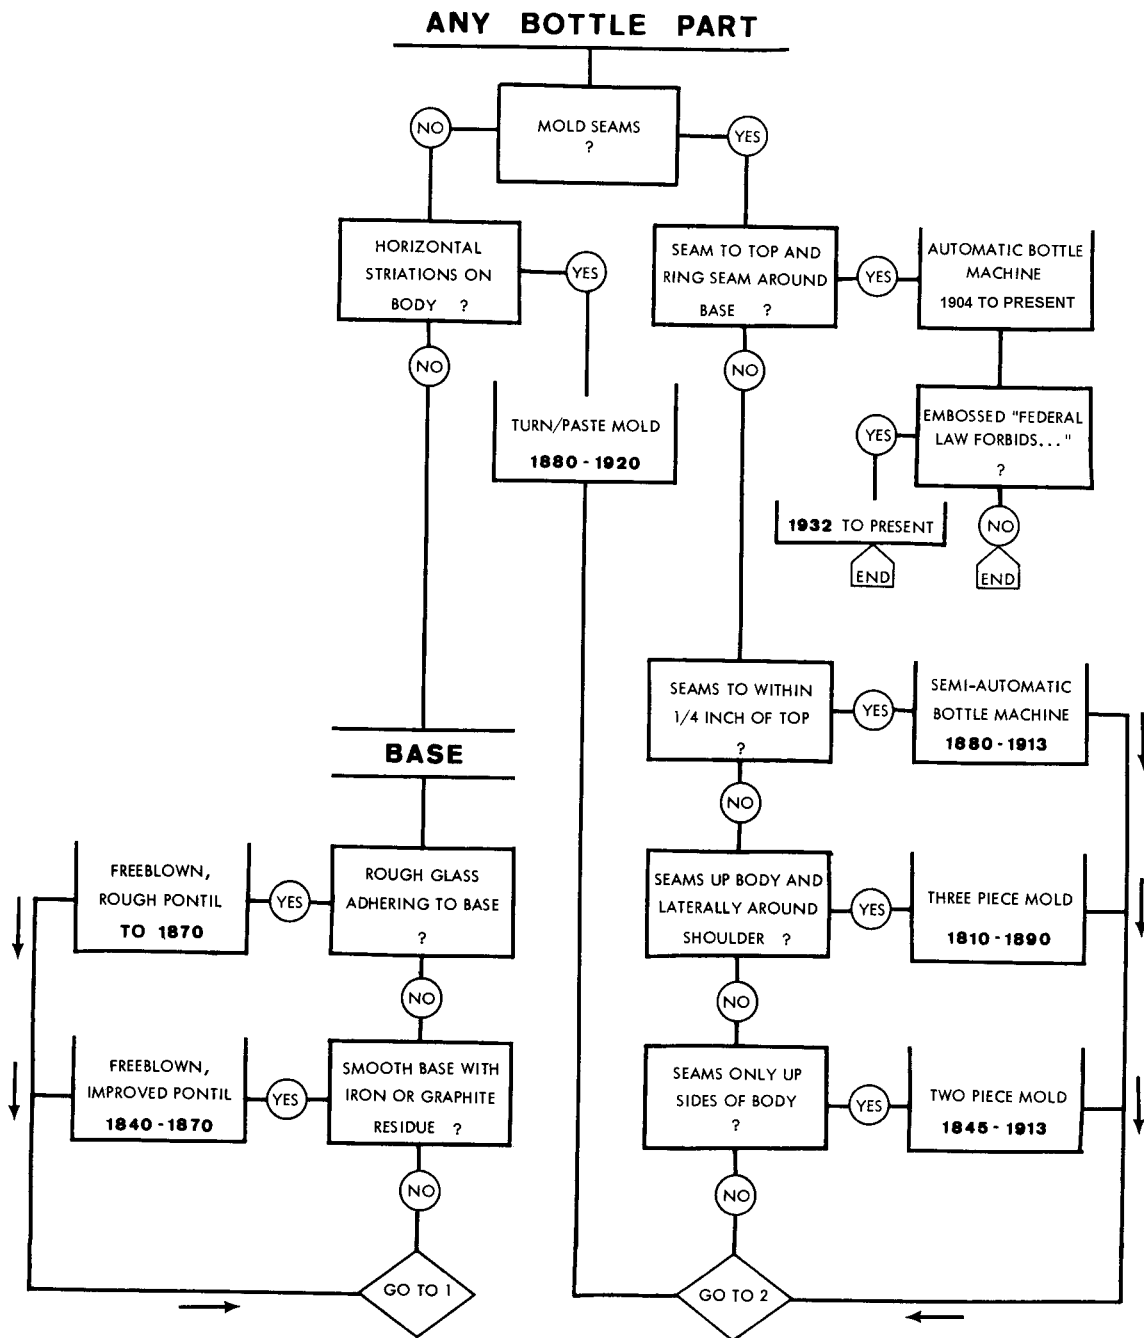 ANY BOTTLE PART
MOLD SEAMS
?
NO
YES
HORIZONTAL
STRIATIONS ON
BODY ?
YES
NO
TURN/PASTE MOLD
1880 - 1920
SEAM TO TOP AND
RING SEAM AROUND
BASE ?
YES
AUTOMATIC BOTTLE
MACHINE
1904 TO PRESENT
NO
EMBOSSED "FEDERAL
LAW FORBIDS..."
?
YES
1932 TO PRESENT
END
NO
END
SEAMS TO WITHIN
1/4 INCH OF TOP
?
YES
SEMI-AUTOMATIC
BOTTLE MACHINE
1880 - 1913
NO
BASE
ROUGH GLASS
ADHERING TO BASE
?
YES
FREEBLOWN,
ROUGH PONTIL
TO 1870
NO
SEAMS UP BODY AND
LATERALLY AROUND
SHOULDER ?
YES
THREE PIECE MOLD
1810 - 1890
NO
SMOOTH BASE WITH
IRON OR GRAPHITE
RESIDUE ?
YES
FREEBLOWN,
IMPROVED PONTIL
1840 - 1870
NO
SEAMS ONLY UP
SIDES OF BODY
?
YES
TWO PIECE MOLD
1845 - 1913
NO
GO TO 1
GO TO 2